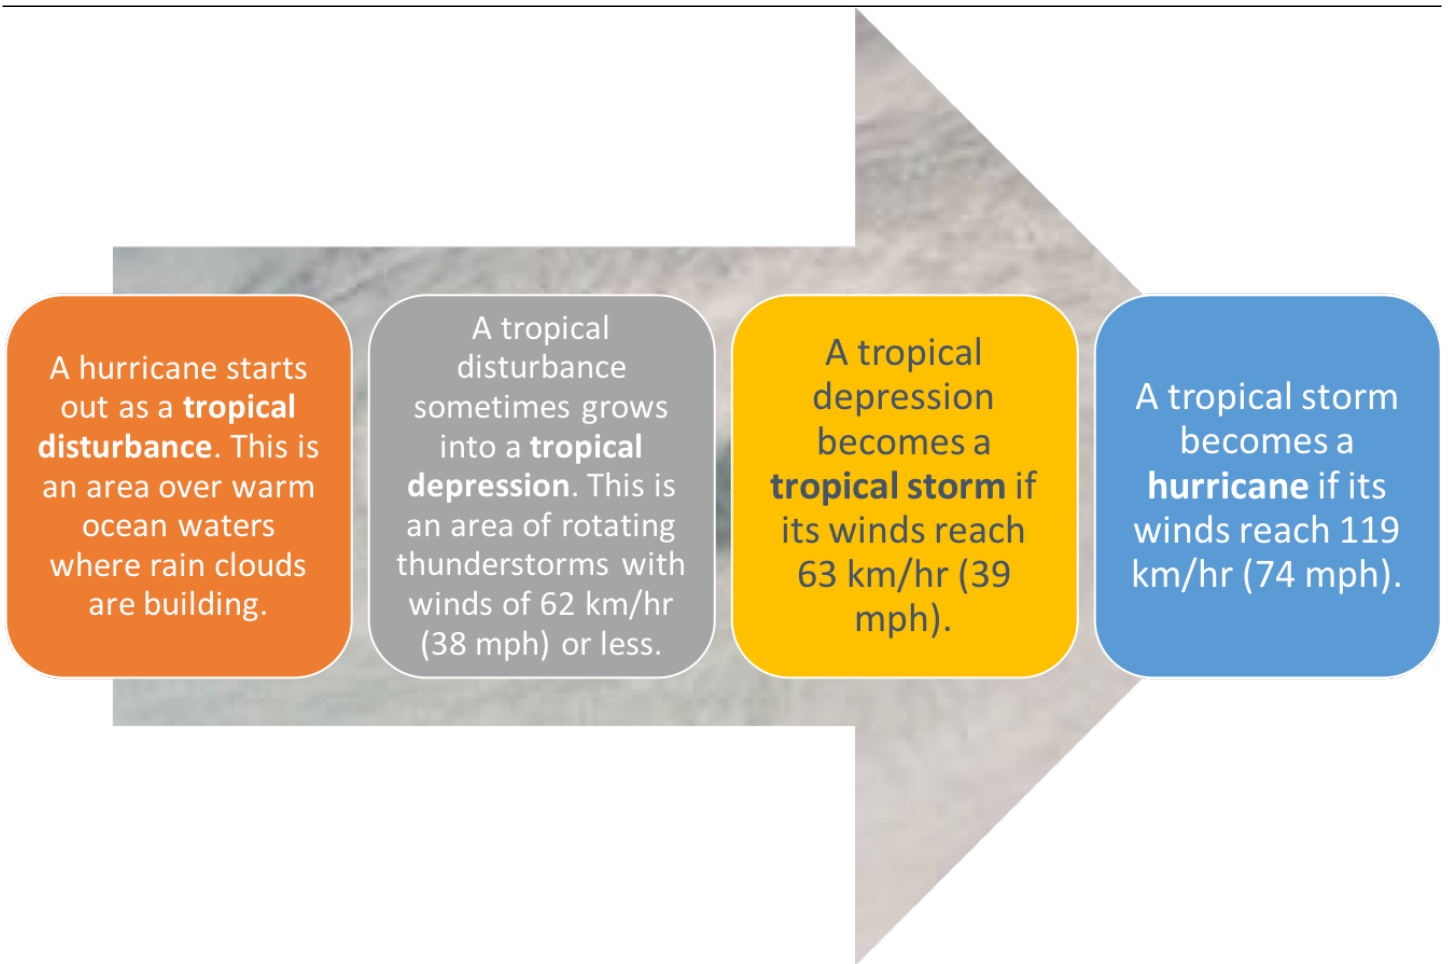 A hurricane starts
out as a tropical
disturbance. This is
an area over warm
ocean waters
where rain clouds
are building.
A tropical
disturbance
sometimes grows
into a tropical
depression. This is
an area of rotating
thunderstorms with
winds of 62 km/hr
(38 mph) or less.
A tropical
depression
becomes a
tropical storm if
its winds reach
63 km/hr (39
mph).
A tropical storm
becomes a
hurricane if its
winds reach 119
km/hr (74 mph).